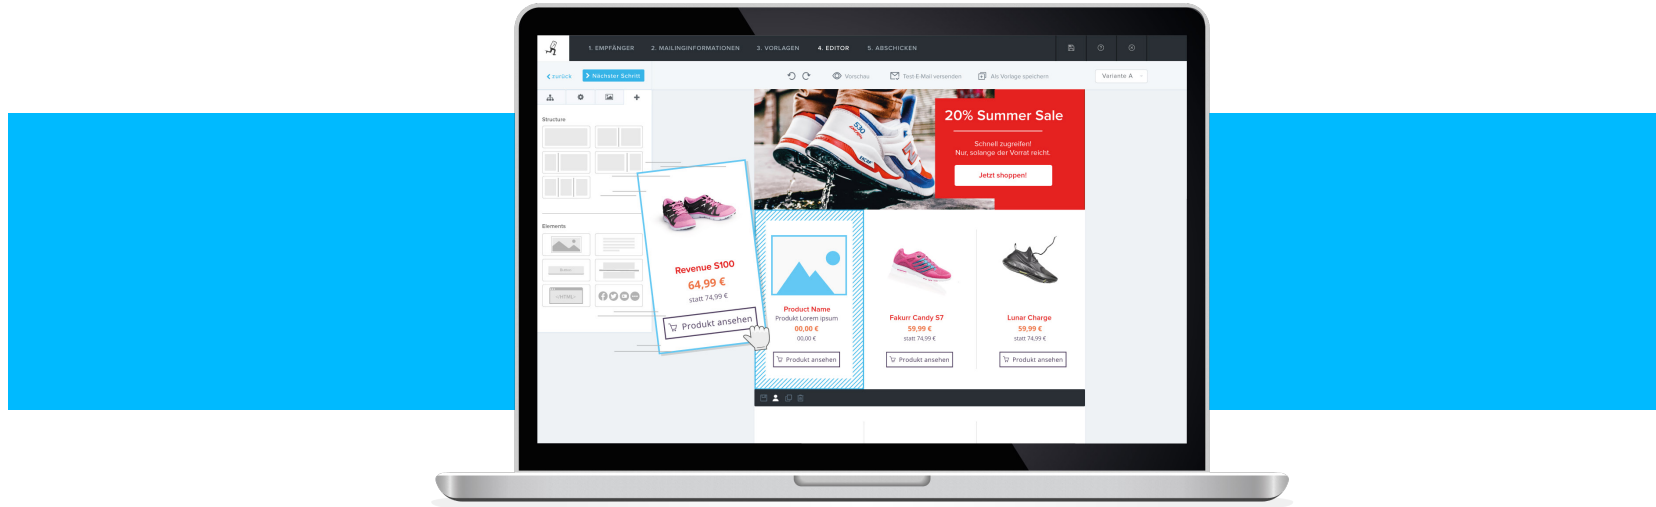 1. EMPFÄNGER 2. MAILINGINFORMATIONEN 3. VORLAGEN 4. EDITOR 5. ABSCHICKEN
zurück Nächster Schritt Vorschau Test-E-Mail versenden Als Vorlage speichern Variante A
Structure
Elements
Button
<HTML>
Revenue S100
64,99 €
statt 74,99 €
Produkt ansehen
20% Summer Sale
Schnell zugreifen!
Nur, solange der Vorrat reicht.
Jetzt shoppen!
Product Name
Produkt Lorem ipsum
00,00 €
00,00 €
Produkt ansehen
Fakurr Candy S7
59,99 €
statt 74,99 €
Produkt ansehen
Lunar Charge
59,99 €
statt 74,99 €
Produkt ansehen
530